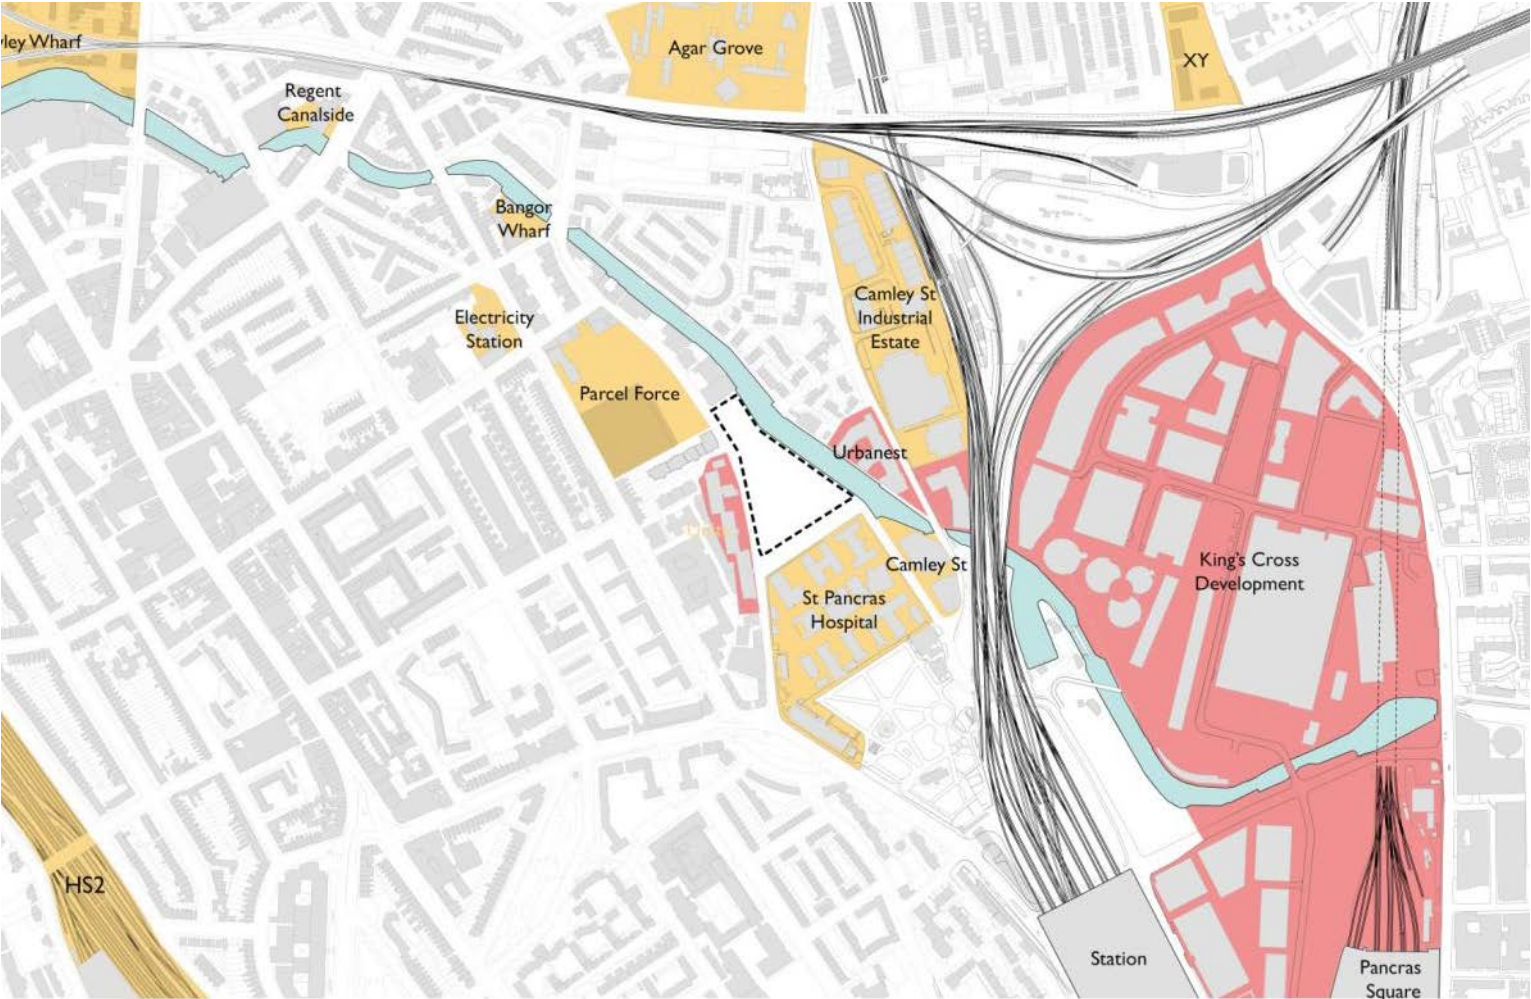 ley Wharf
Agar Grove
XY
Regent
Canalside
Bangor
Wharf
Camley St
Industrial
Estate
Electricity
Station
Parcel Force
Urbanest
King's Cross
Development
Camley St
St Pancras
Hospital
HS2
Station
Pancras
Square